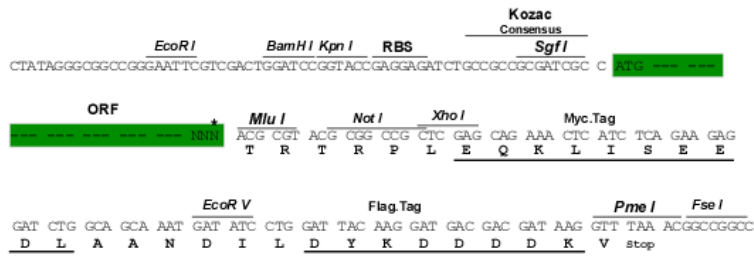 Kozac
Consensus
EcoR I BamH I Kpn I RBS Sgf I
CTATAGGGCGGCCGGGAATTCGTCGACTGGATCCGGTACCGAGGAGATCTGCCGCCGCGATCGC C ATG --- --- ---
ORF
Mlu I Not I Xho I Myc.Tag
*
--- --- --- --- --- --- NNN ACG CGT ACG CGG CCG CTC GAG CAG AAA CTC ATC TCA GAA GAG
T R T R P L E Q K L I S E E
EcoR V Flag.Tag Pme I Fse I
GAT CTG GCA GCA AAT GAT ATC CTG GAT TAC AAG GAT GAC GAC GAT AAG GTT TAA ACGGCCGGCC
D L A A N D I L D Y K D D D D K V Stop